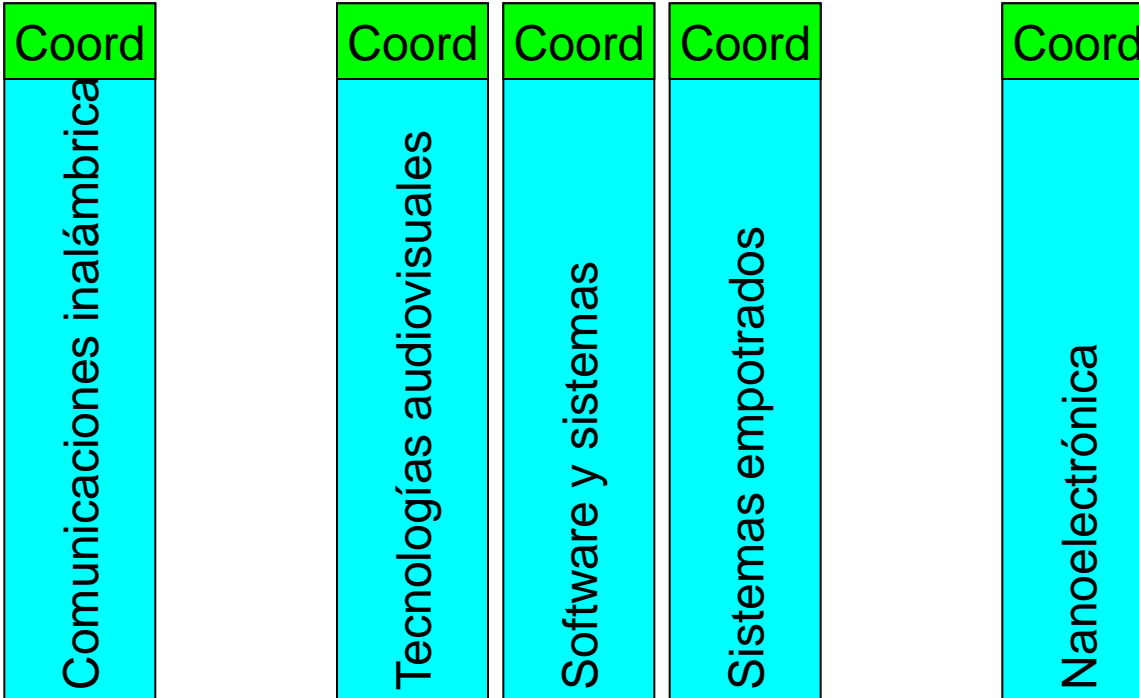 Coord
Coord
Coord
Coord
Coord
Comunicaciones inalámbrica
Tecnologías audiovisuales
Software y sistemas
Sistemas empotrados
Nanoelectrónica